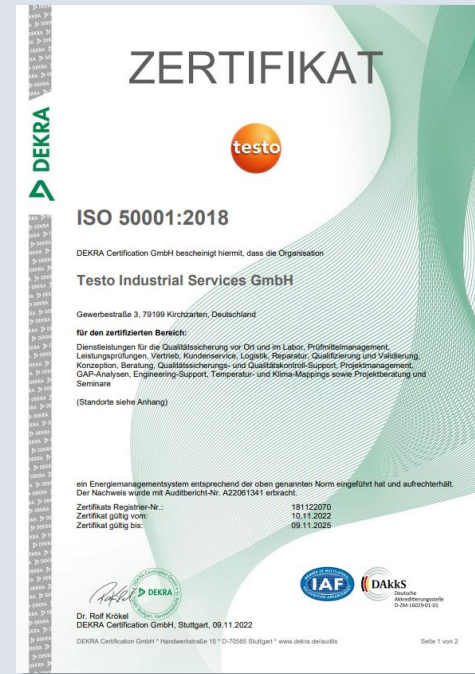 DEKRA
ZERTIFIKAT
testo
ISO 50001:2018
DEKRA Certification GmbH bescheinigt hiermit, dass die Organisation
Testo Industrial Services GmbH
Gewerbestraße 3, 79199 Kirchzarten, Deutschland
für den zertifizierten Bereich:
Dienstleistungen für die Qualitätssicherung vor Ort und im Labor, Prüfmittelmanagement,
Leistungsprüfungen, Vertrieb, Kundenservice, Logistik, Reparatur, Qualifizierung und Validierung,
Konzeption, Beratung, Qualitätssicherungs- und Qualitätskontroll-Support, Projektmanagement,
GAP-Analysen, Engineering-Support, Temperatur- und Klima-Mappings sowie Projektberatung und
Seminare
(Standorte siehe Anhang)
ein Energiemanagementsystem entsprechend der oben genannten Norm eingeführt hat und aufrechterhält.
Der Nachweis wurde mit Auditbericht-Nr. A22061341 erbracht.
Zertifikats Registrier-Nr.: 181122070
Zertifikat gültig vom: 10.11.2022
Zertifikat gültig bis: 09.11.2025
DEKRA
IAF
DAkkS
Deutsche
Akkreditierungsstelle
D-ZM-16029-01-01
Dr. Rolf Krökel
DEKRA Certification GmbH, Stuttgart, 09.11.2022
DEKRA Certification GmbH * Handwerkstraße 15 * D-70565 Stuttgart * www.dekra.de/audits
Seite 1 von 2